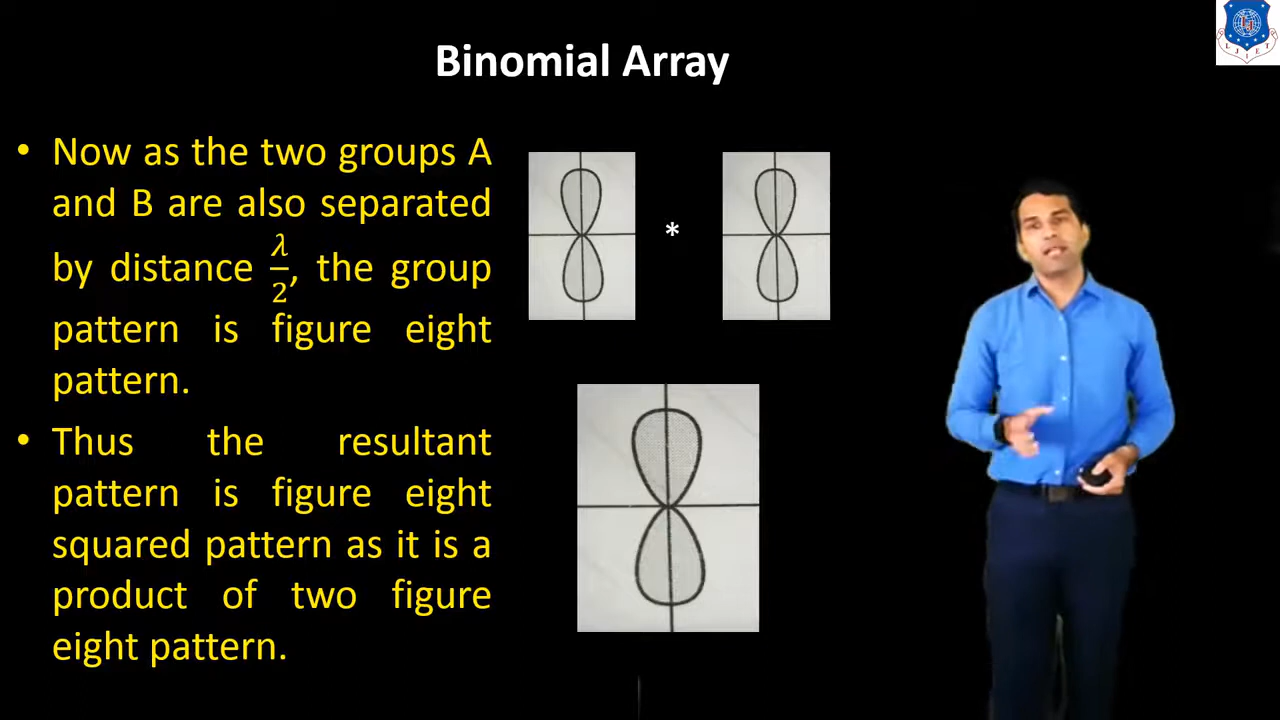 Binomial Array
• Now as the two groups A
and B are also separated
by distance λ/2, the group
pattern is figure eight
pattern.
• Thus the resultant
pattern is figure eight
squared pattern as it is a
product of two figure
eight pattern.
*
LJIET